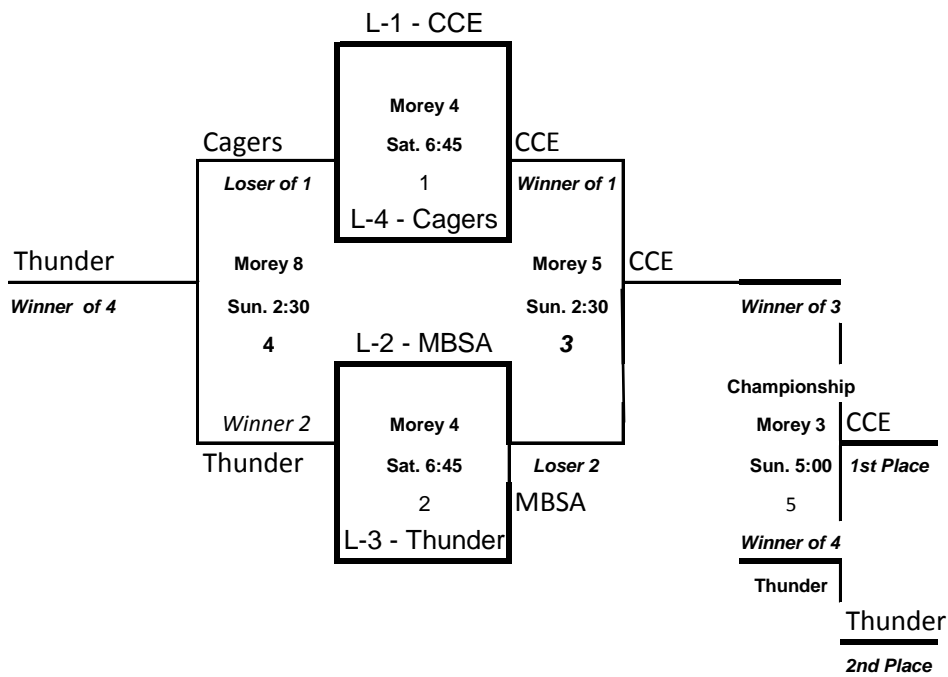 L-1 - CCE
Morey 4
Cagers
Sat. 6:45
CCE
Loser of 1
1
Winner of 1
L-4 - Cagers
Thunder
Morey 8
Morey 5
CCE
Winner of 4
Sun. 2:30
Sun. 2:30
Winner of 3
4
L-2 - MBSA
3
Championship
Winner 2
Morey 4
Morey 3
CCE
Thunder
Sat. 6:45
Loser 2
Sun. 5:00
1st Place
2
MBSA
5
L-3 - Thunder
Winner of 4
Thunder
Thunder
2nd Place